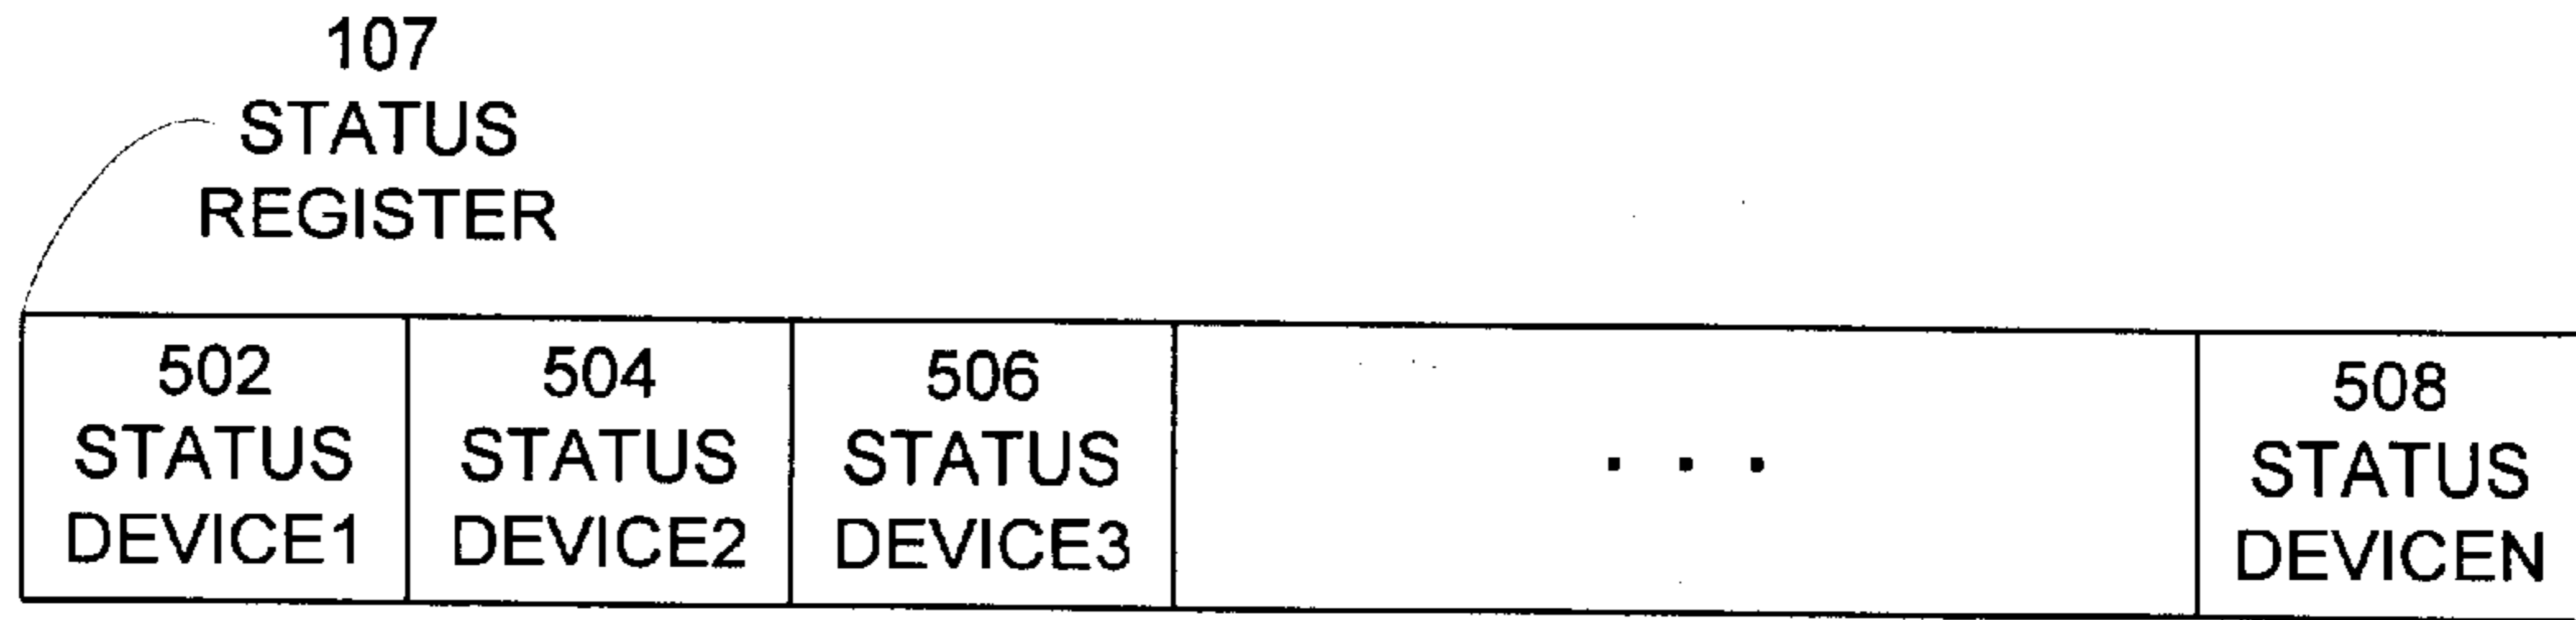 107
STATUS
REGISTER
502
STATUS
DEVICE1
504
STATUS
DEVICE2
506
STATUS
DEVICE3
. . .
508
STATUS
DEVICEN